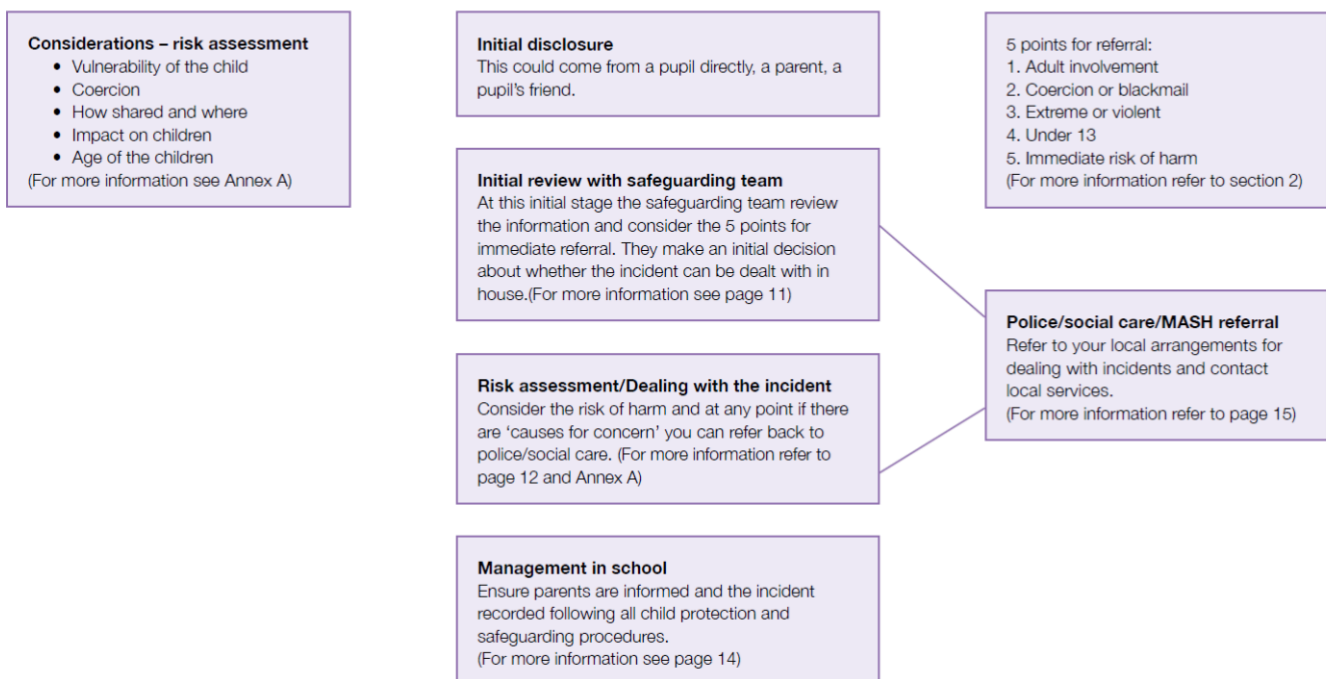 Considerations – risk assessment
• Vulnerability of the child
• Coercion
• How shared and where
• Impact on children
• Age of the children
(For more information see Annex A)
Initial disclosure
This could come from a pupil directly, a parent, a
pupil's friend.
5 points for referral:
1. Adult involvement
2. Coercion or blackmail
3. Extreme or violent
4. Under 13
5. Immediate risk of harm
(For more information refer to section 2)
Initial review with safeguarding team
At this initial stage the safeguarding team review
the information and consider the 5 points for
immediate referral. They make an initial decision
about whether the incident can be dealt with in
house.(For more information see page 11)
Police/social care/MASH referral
Refer to your local arrangements for
dealing with incidents and contact
local services.
(For more information refer to page 15)
Risk assessment/Dealing with the incident
Consider the risk of harm and at any point if there
are ‘causes for concern’ you can refer back to
police/social care. (For more information refer to
page 12 and Annex A)
Management in school
Ensure parents are informed and the incident
recorded following all child protection and
safeguarding procedures.
(For more information see page 14)